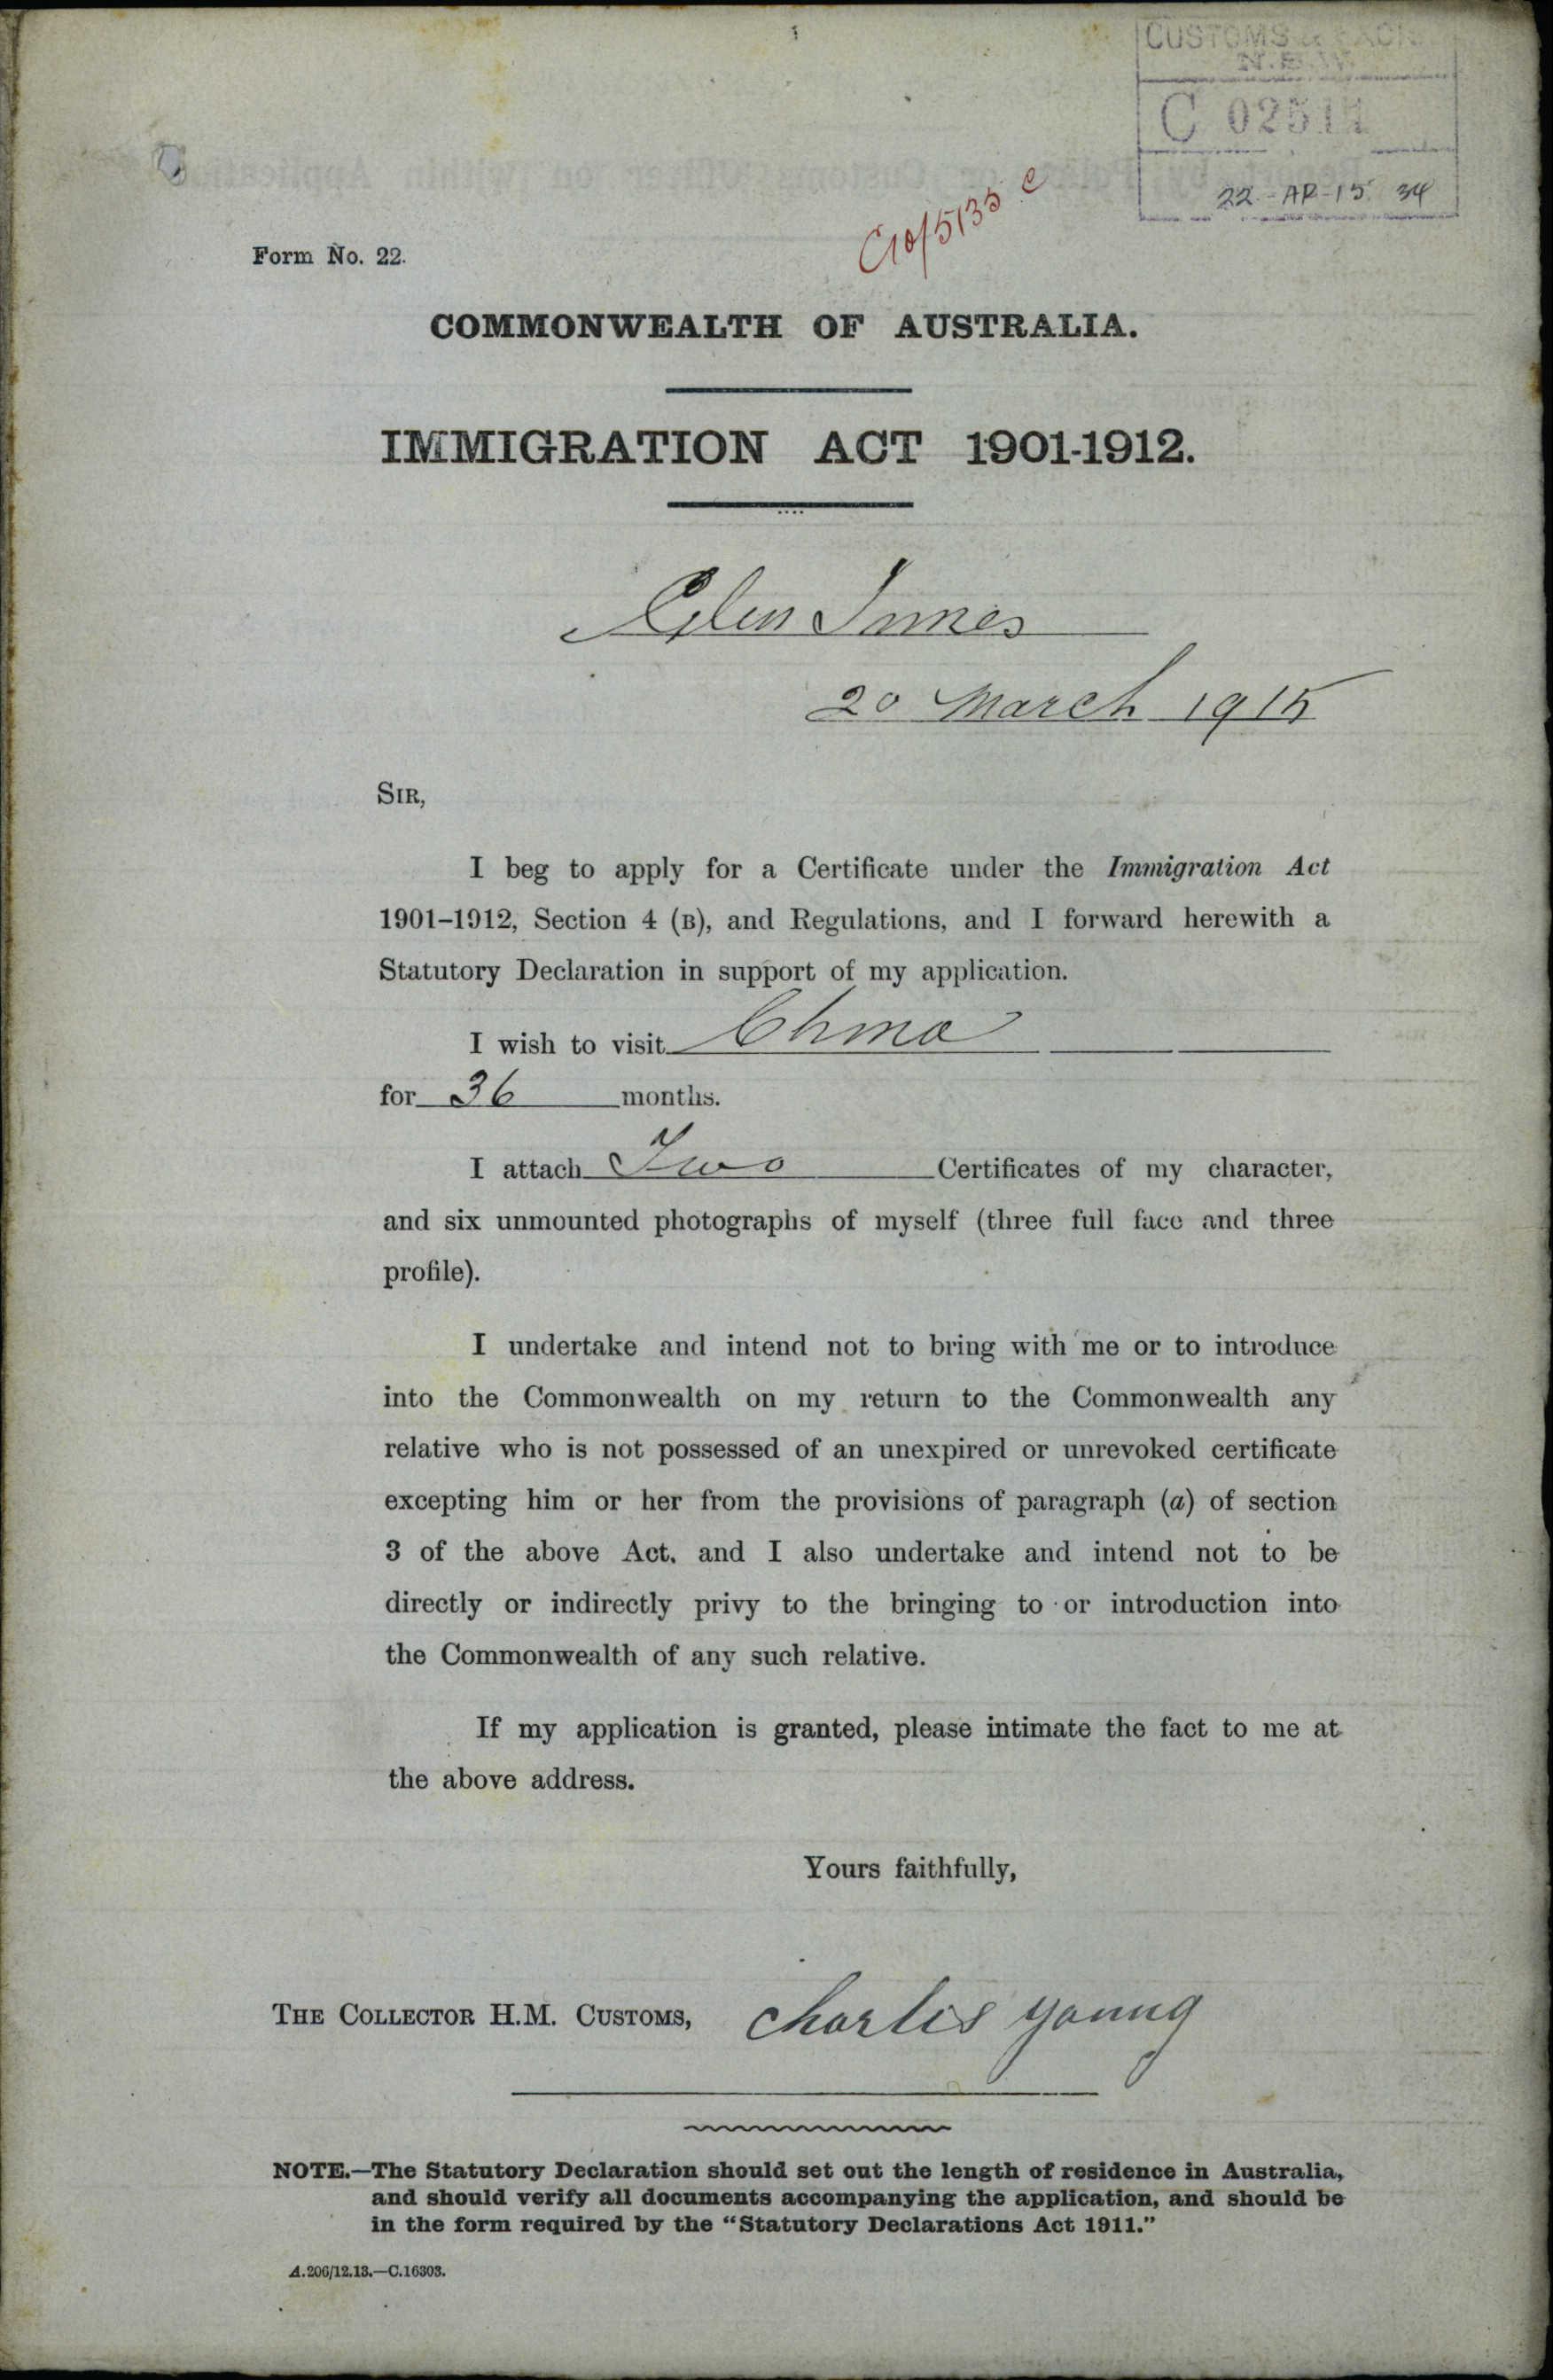 CUSTOMS &
N.S.W.
22-AP-15 34
Form No. 22.
COMMONWEALTH OF AUSTRALIA.
IMMIGRATION ACT 1901-1912.
Glen Innes
20 March 1915
SIR,
I beg to apply for a Certificate under the Immigration Act
1901–1912, Section 4 (B), and Regulations, and I forward herewith a
Statutory Declaration in support of my application.
I wish to visit China
for 36 months.
I attach Two Certificates of my character,
and six unmounted photographs of myself (three full face and three
profile).
I undertake and intend not to bring with me or to introduce
into the Commonwealth on my return to the Commonwealth any
relative who is not possessed of an unexpired or unrevoked certificate
excepting him or her from the provisions of paragraph (a) of section
3 of the above Act, and I also undertake and intend not to be
directly or indirectly privy to the bringing to or introduction into
the Commonwealth of any such relative.
If my application is granted, please intimate the fact to me at
the above address.
Yours faithfully,
THE COLLECTOR H.M. CUSTOMS, Charles Young
NOTE.—The Statutory Declaration should set out the length of residence in Australia,
and should verify all documents accompanying the application, and should be
in the form required by the “Statutory Declarations Act 1911.”
A.206/12.13.—C.16303.